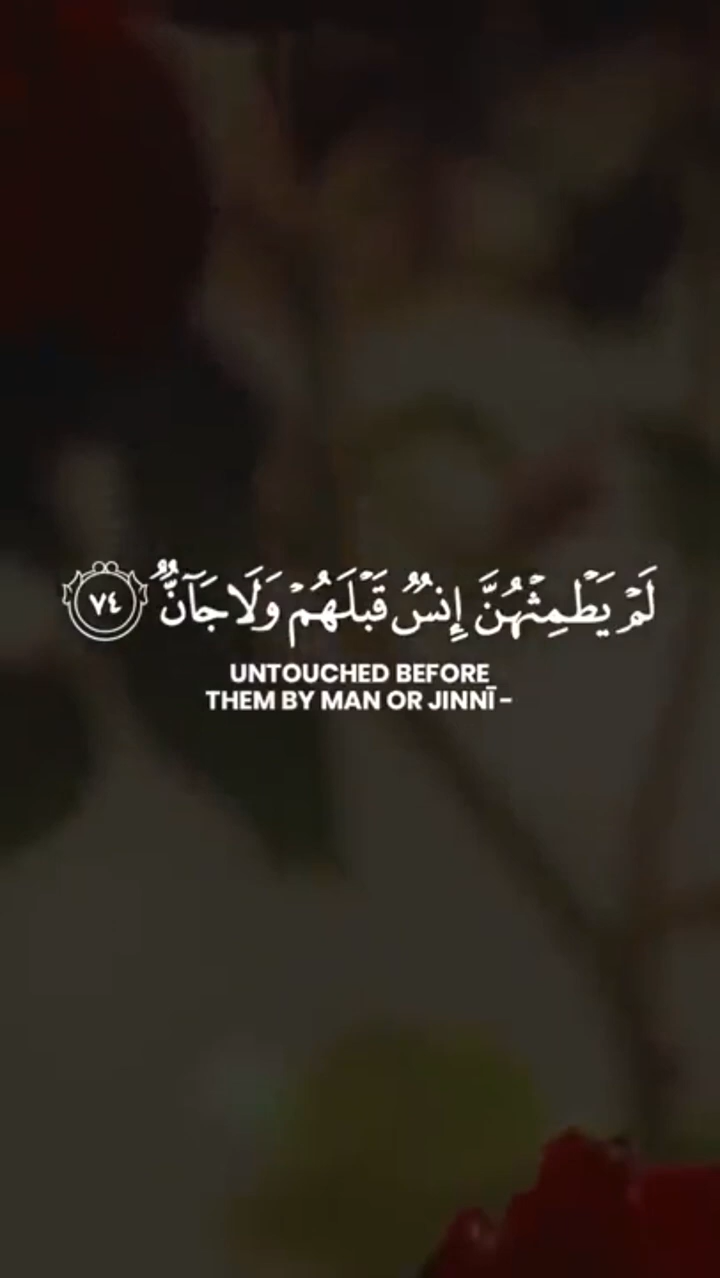 لَمْ يَطْمِثْهُنَّ إِنسٌ قَبْلَهُمْ وَلَا جَآنٌّ ٧٤
UNTOUCHED BEFORE
THEM BY MAN OR JINNĪ –